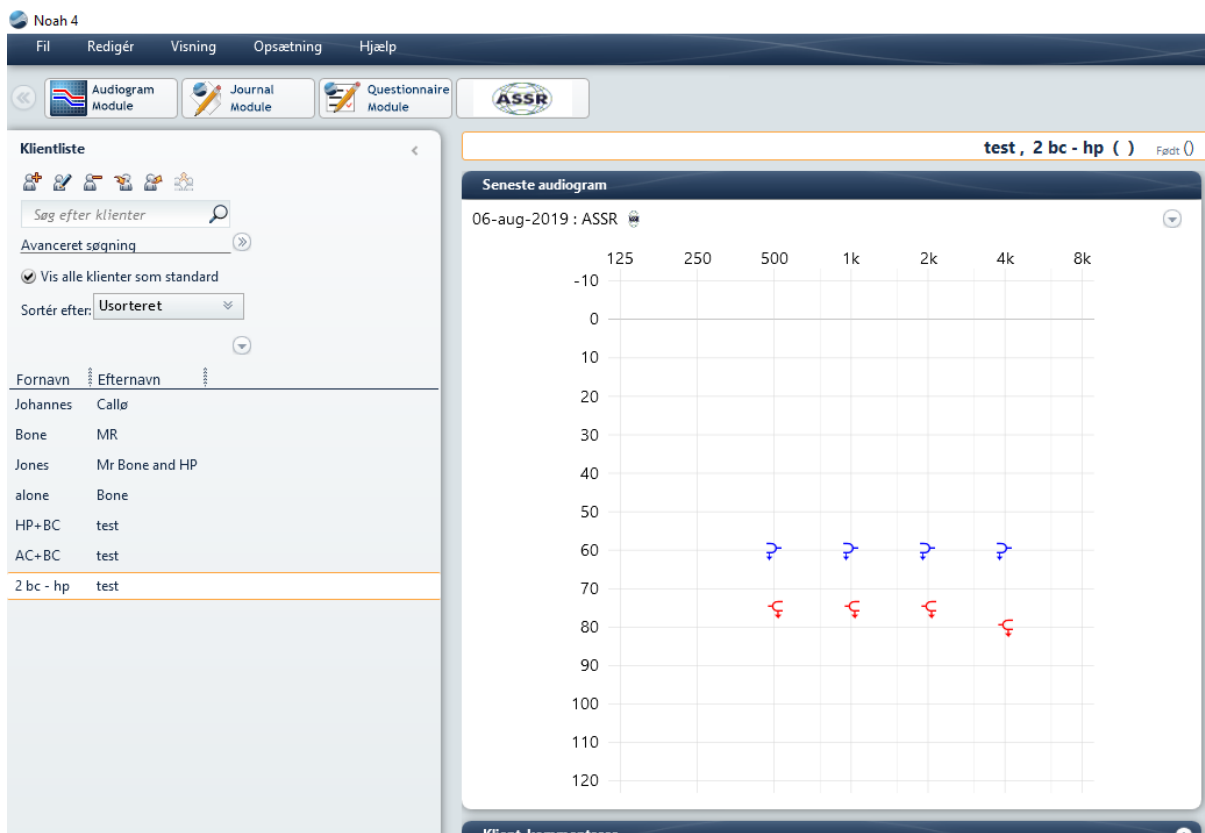 Noah 4
Fil Redigér Visning Opsætning Hjælp
Audiogram Module
Journal Module
Questionnaire Module
ASSR
Klientliste
Søg efter klienter
Avanceret søgning
Vis alle klienter som standard
Sortér efter: Usorteret
Fornavn Efternavn
Johannes Callø
Bone MR
Jones Mr Bone and HP
alone Bone
HP+BC test
AC+BC test
2 bc - hp test
test , 2 bc - hp ( ) Født ()
Seneste audiogram
06-aug-2019 : ASSR
125 250 500 1k 2k 4k 8k
-10
0
10
20
30
40
50
60
70
80
90
100
110
120